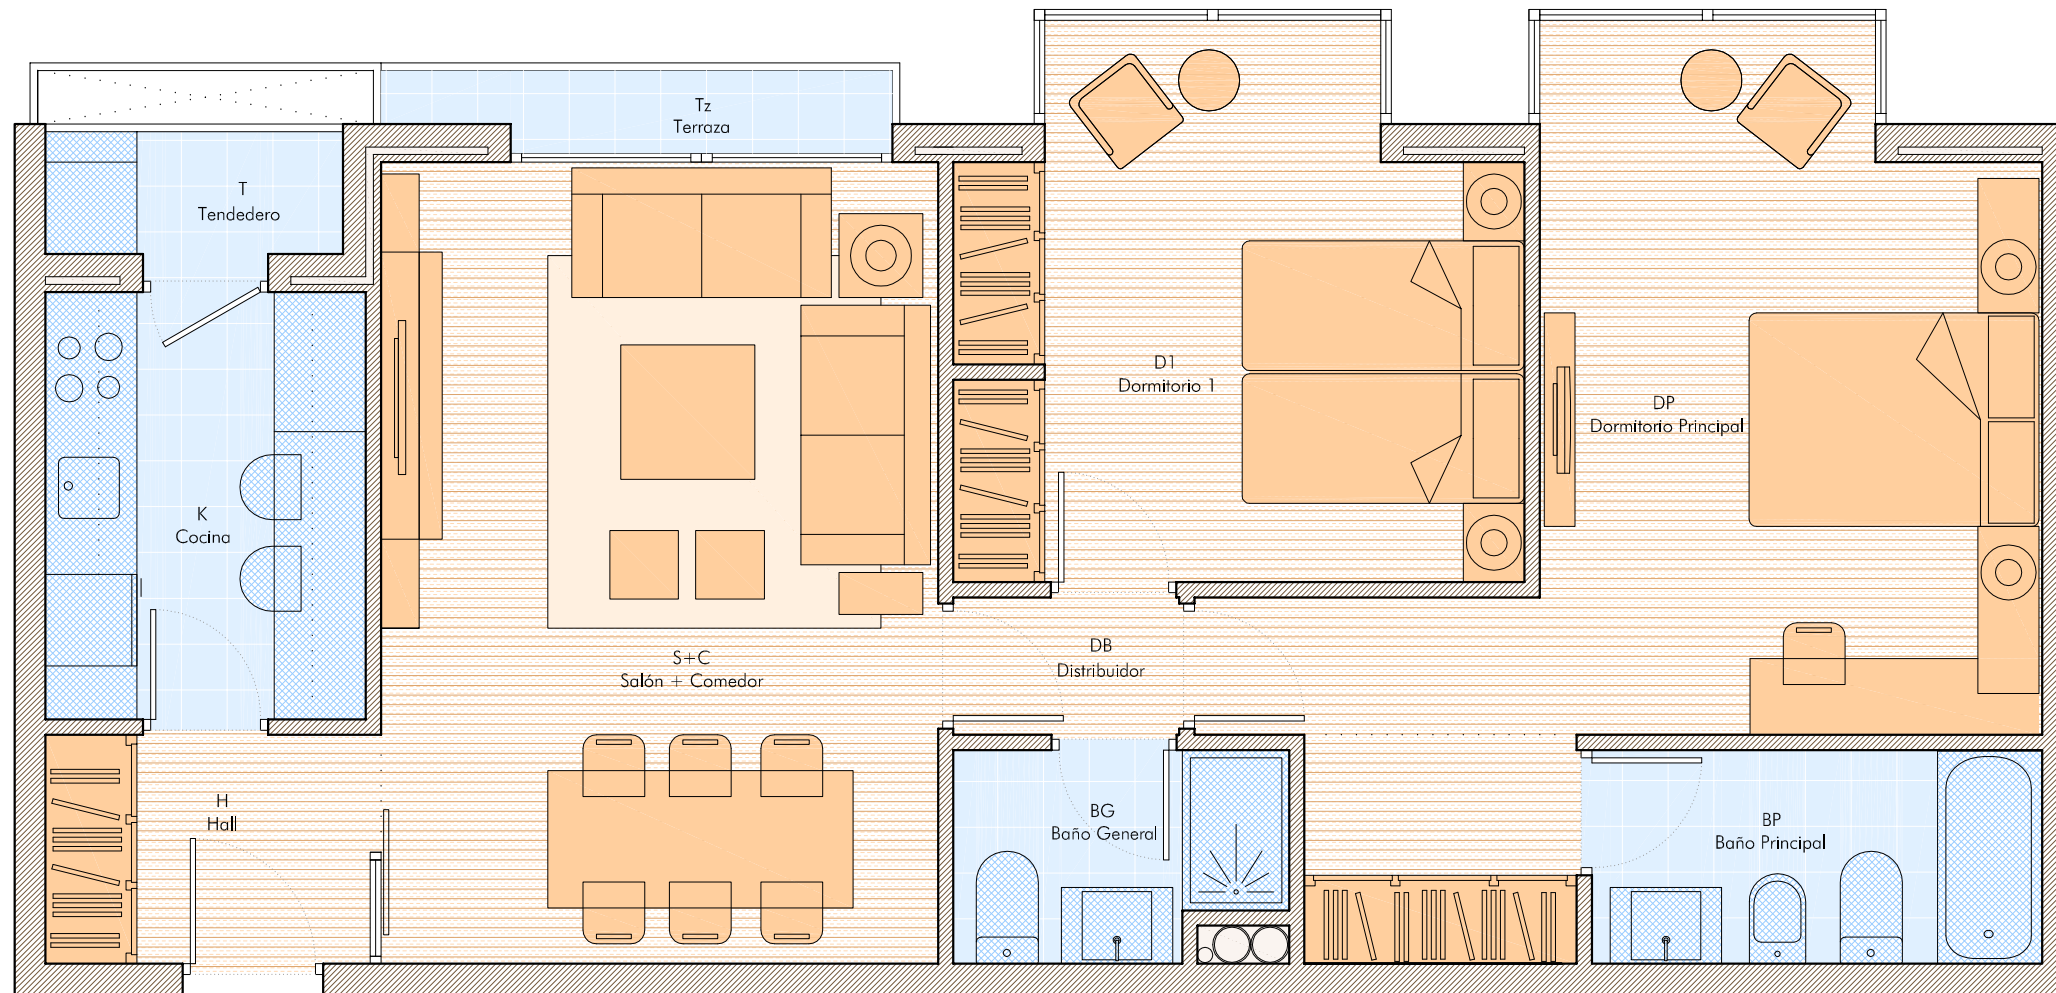 Tz
Terraza
T
Tendedero
D1
Dormitorio 1
DP
Dormitorio Principal
K
Cocina
S+C
Salón + Comedor
DB
Distribuidor
H
Hall
BG
Baño General
BP
Baño Principal